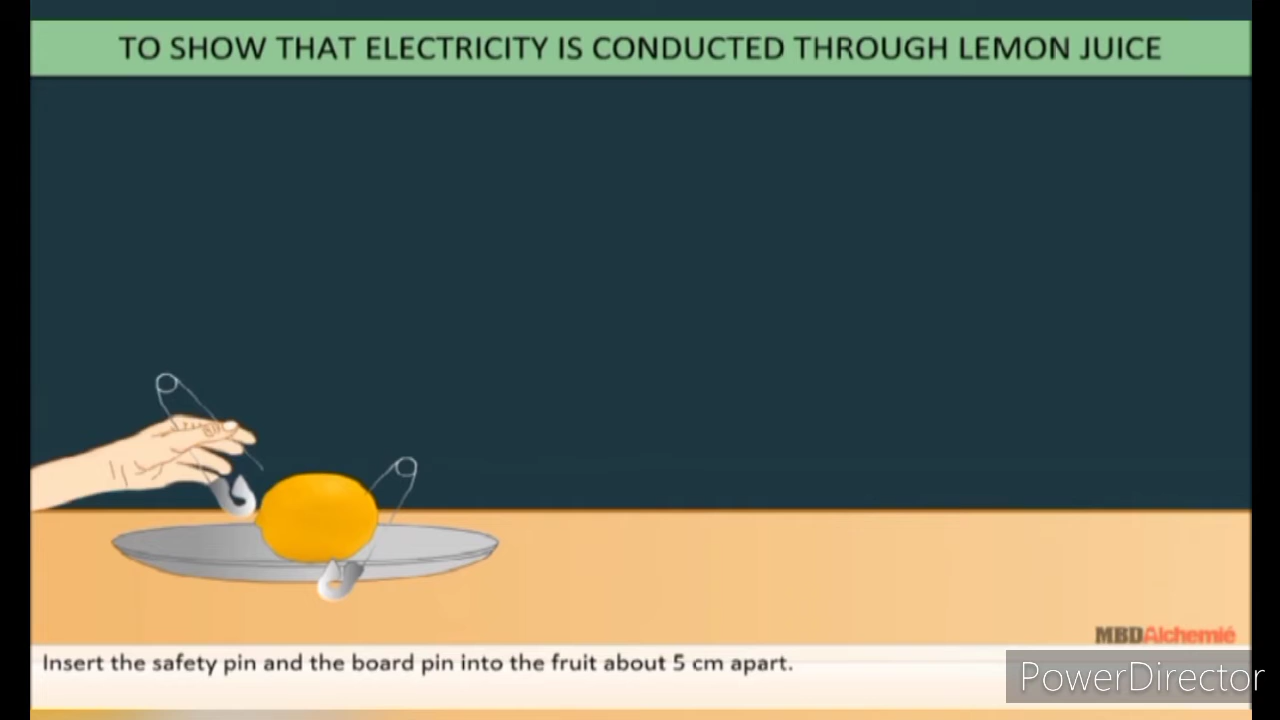 TO SHOW THAT ELECTRICITY IS CONDUCTED THROUGH LEMON JUICE
MBDAlchemié
Insert the safety pin and the board pin into the fruit about 5 cm apart.
PowerDirector